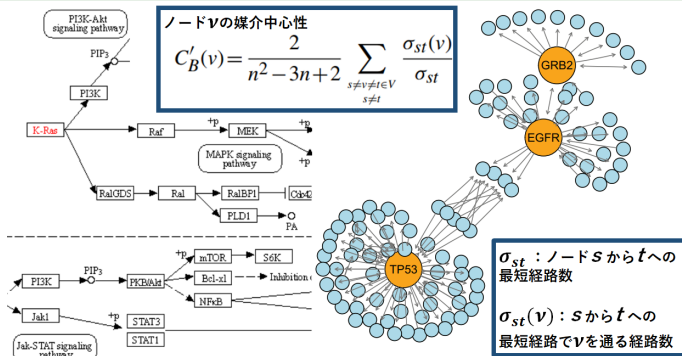 PI3K-Akt
signaling pathway
PIP3
PI3K
K-Ras
Raf
+p
MEK
+p
+p
MAPK signaling
pathway
RalGDS
Ral
RalBP1
Cdc42
PLD1
PA
PI3K
PIP3
PKB/Akt
+p
mTOR
S6K
Bcl-xl
Inhibition
NFκB
Jak1
+p
STAT3
STAT1
Jak-STAT signaling
pathway
ノードvの媒介中心性
C′B(v) = 2 / (n² − 3n + 2) ∑ s≠v≠t∈V s≠t σst(v) / σst
GRB2
EGFR
TP53
σst：ノードsからtへの
最短経路数
σst(v)：sからtへの
最短経路でvを通る経路数